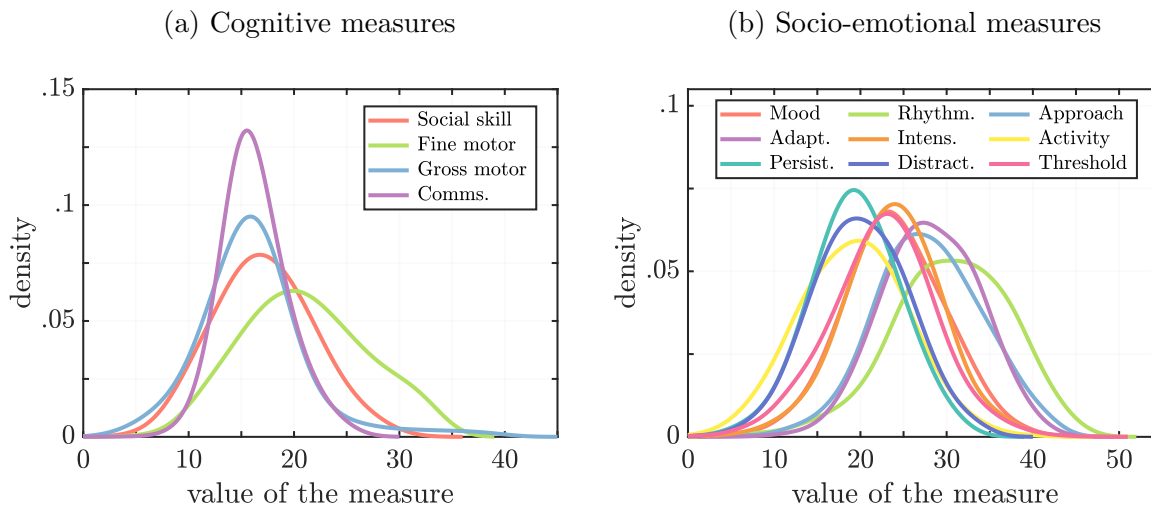 (a) Cognitive measures
.15
.1
.05
0
density
Social skill
Fine motor
Gross motor
Comms.
0 10 20 30 40
value of the measure
(b) Socio-emotional measures
.1
.05
0
density
Mood Rhythm. Approach
Adapt. Intens. Activity
Persist. Distract. Threshold
0 10 20 30 40 50
value of the measure